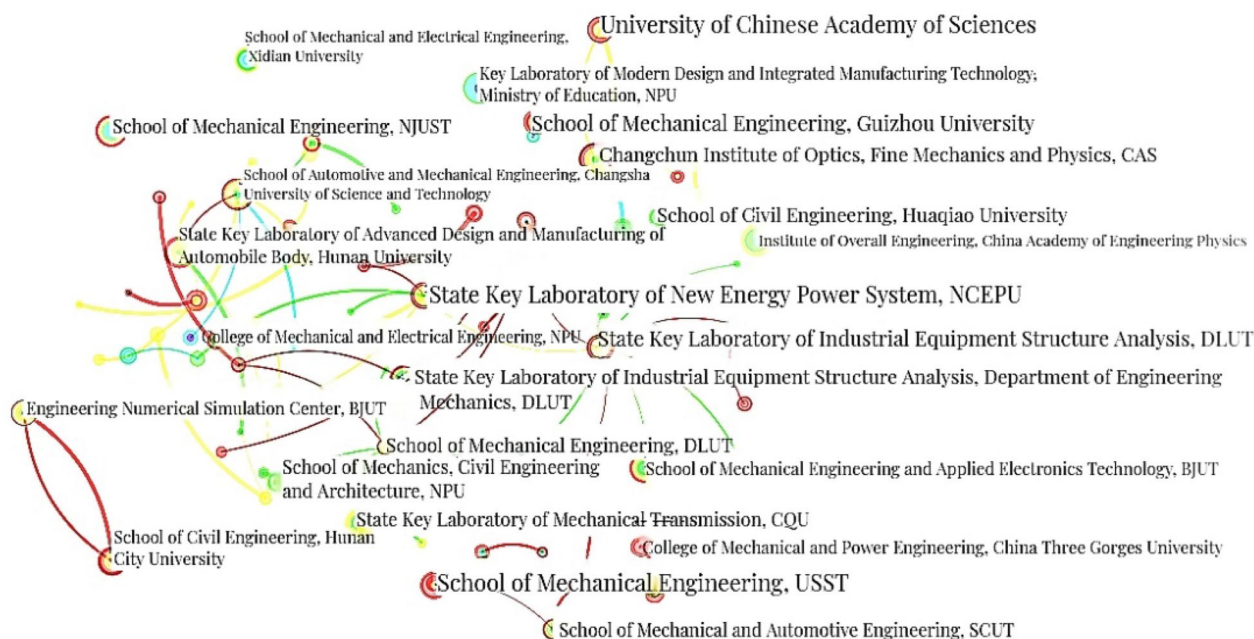 University of Chinese Academy of Sciences
School of Mechanical and Electrical Engineering,
Xidian University
Key Laboratory of Modern Design and Integrated Manufacturing Technology,
Ministry of Education, NPU
School of Mechanical Engineering, NJUST
School of Mechanical Engineering, Guizhou University
Changchun Institute of Optics, Fine Mechanics and Physics, CAS
School of Automotive and Mechanical Engineering, Changsha
University of Science and Technology
School of Civil Engineering, Huaqiao University
State Key Laboratory of Advanced Design and Manufacturing of
Automobile Body, Hunan University
Institute of Overall Engineering, China Academy of Engineering Physics
State Key Laboratory of New Energy Power System, NCEPU
College of Mechanical and Electrical Engineering, NPU
State Key Laboratory of Industrial Equipment Structure Analysis, DLUT
State Key Laboratory of Industrial Equipment Structure Analysis, Department of Engineering
Mechanics, DLUT
Engineering Numerical Simulation Center, BJUT
School of Mechanical Engineering, DLUT
School of Mechanics, Civil Engineering
and Architecture, NPU
School of Mechanical Engineering and Applied Electronics Technology, BJUT
State Key Laboratory of Mechanical Transmission, CQU
School of Civil Engineering, Hunan
City University
College of Mechanical and Power Engineering, China Three Gorges University
School of Mechanical Engineering, USST
School of Mechanical and Automotive Engineering, SCUT